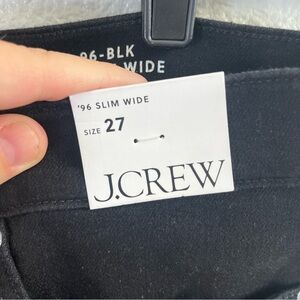 96-BLK
WIDE
'96 SLIM WIDE
SIZE 27
J.CREW